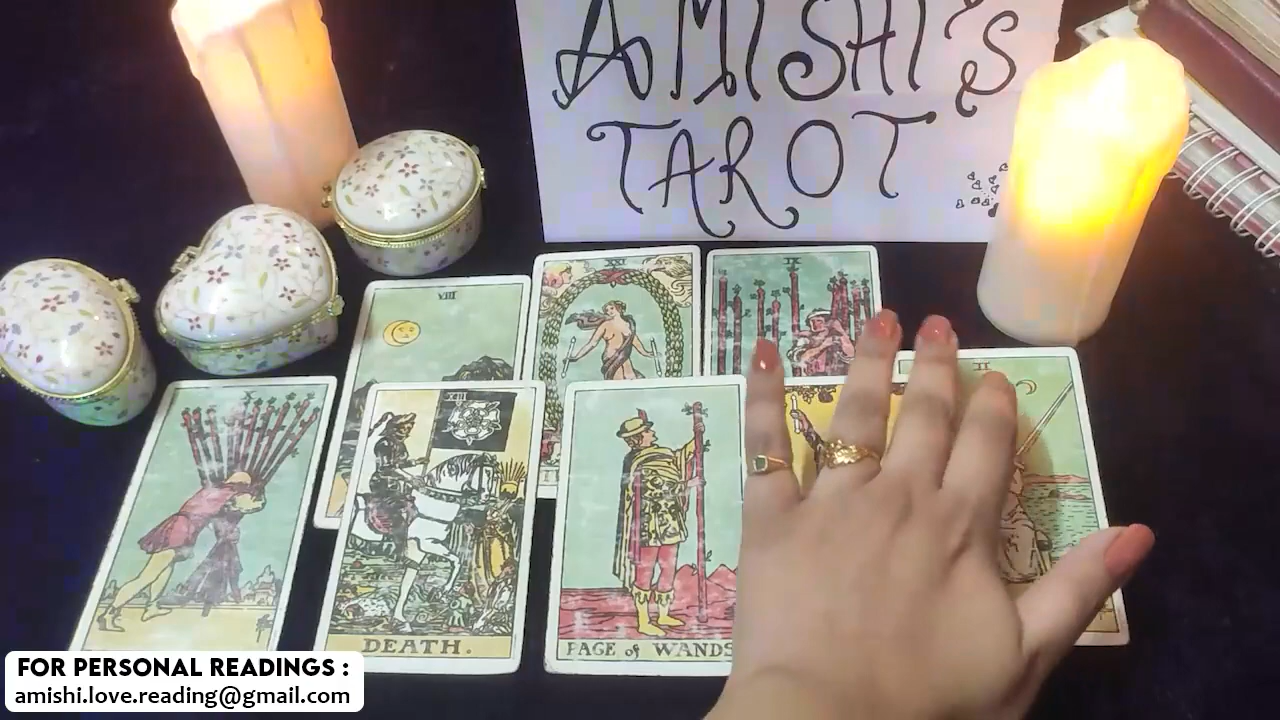 AMISHI'S
TAROT
VIII
XXI
IX
II
X
XIII
DEATH.
PAGE of WANDS
FOR PERSONAL READINGS :
amishi.love.reading@gmail.com